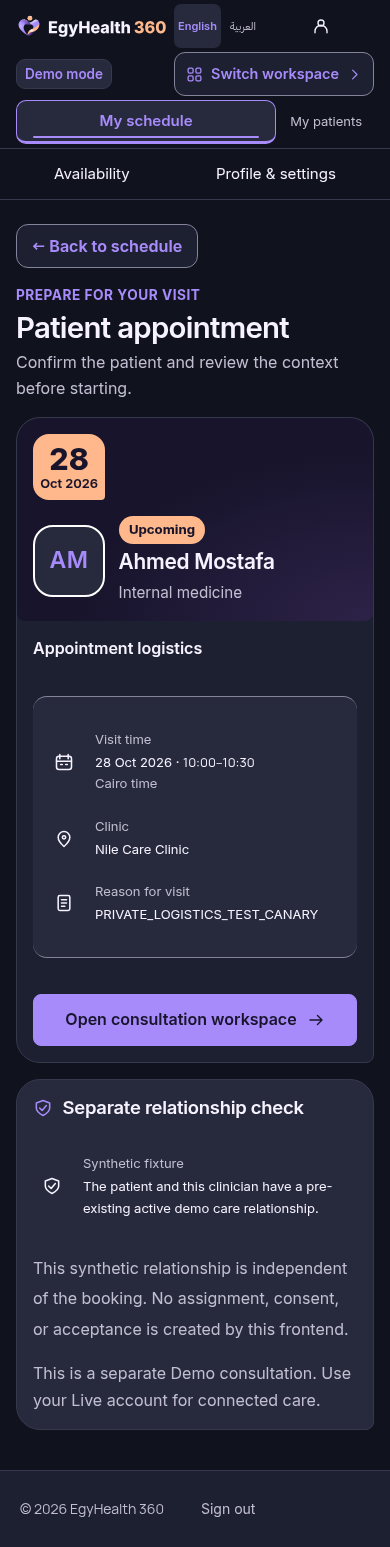 EgyHealth 360
English
العربية
Demo mode
Switch workspace
My schedule
My patients
Availability
Profile & settings
← Back to schedule
PREPARE FOR YOUR VISIT
Patient appointment
Confirm the patient and review the context
before starting.
28
Oct 2026
AM
Upcoming
Ahmed Mostafa
Internal medicine
Appointment logistics
Visit time
28 Oct 2026 · 10:00–10:30
Cairo time
Clinic
Nile Care Clinic
Reason for visit
PRIVATE_LOGISTICS_TEST_CANARY
Open consultation workspace →
Separate relationship check
Synthetic fixture
The patient and this clinician have a pre-
existing active demo care relationship.
This synthetic relationship is independent
of the booking. No assignment, consent,
or acceptance is created by this frontend.
This is a separate Demo consultation. Use
your Live account for connected care.
© 2026 EgyHealth 360
Sign out